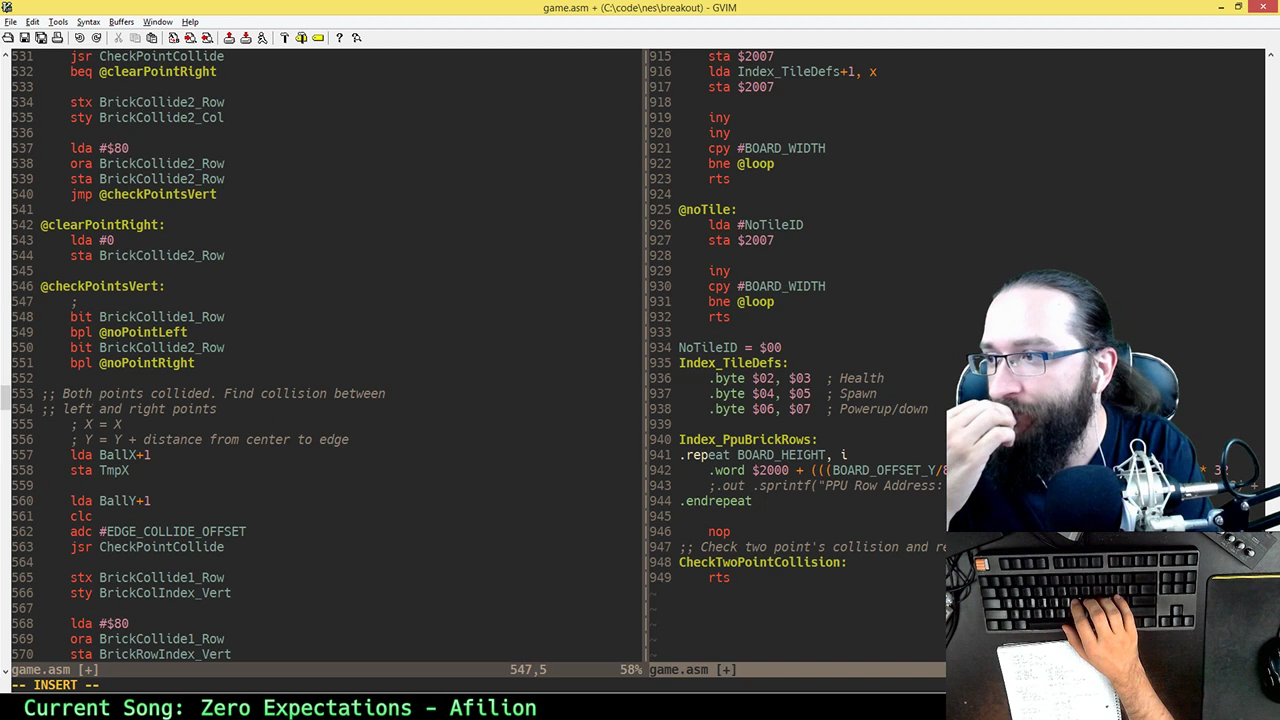 game.asm + (C:\code\nes\breakout) - GVIM
File Edit Tools Syntax Buffers Window Help
531 jsr CheckPointCollide
532 beq @clearPointRight
533
534 stx BrickCollide2_Row
535 sty BrickCollide2_Col
536
537 lda #$80
538 ora BrickCollide2_Row
539 sta BrickCollide2_Row
540 jmp @checkPointsVert
541
542 @clearPointRight:
543 lda #0
544 sta BrickCollide2_Row
545
546 @checkPointsVert:
547 ;
548 bit BrickCollide1_Row
549 bpl @noPointLeft
550 bit BrickCollide2_Row
551 bpl @noPointRight
552
553 ;; Both points collided. Find collision between
554 ;; left and right points
555 ; X = X
556 ; Y = Y + distance from center to edge
557 lda BallX+1
558 sta TmpX
559
560 lda BallY+1
561 clc
562 adc #EDGE_COLLIDE_OFFSET
563 jsr CheckPointCollide
564
565 stx BrickCollide1_Row
566 sty BrickColIndex_Vert
567
568 lda #$80
569 ora BrickCollide1_Row
570 sta BrickRowIndex_Vert
game.asm [+] 547,5 58%
-- INSERT --
915 sta $2007
916 lda Index_TileDefs+1, x
917 sta $2007
918
919 iny
920 iny
921 cpy #BOARD_WIDTH
922 bne @loop
923 rts
924
925 @noTile:
926 lda #NoTileID
927 sta $2007
928
929 iny
930 cpy #BOARD_WIDTH
931 bne @loop
932 rts
933
934 NoTileID = $00
935 Index_TileDefs:
936 .byte $02, $03 ; Health
937 .byte $04, $05 ; Spawn
938 .byte $06, $07 ; Powerup/down
939
940 Index_PpuBrickRows:
941 .repeat BOARD_HEIGHT, i
942 .word $2000 + (((BOARD_OFFSET_Y/8 * 32
943 ;.out .sprintf("PPU Row Address: +
944 .endrepeat
945
946 nop
947 ;; Check two point's collision and re
948 CheckTwoPointCollision:
949 rts
~
~
~
~
~
game.asm [+]
Current Song: Zero Expectations - Afilion